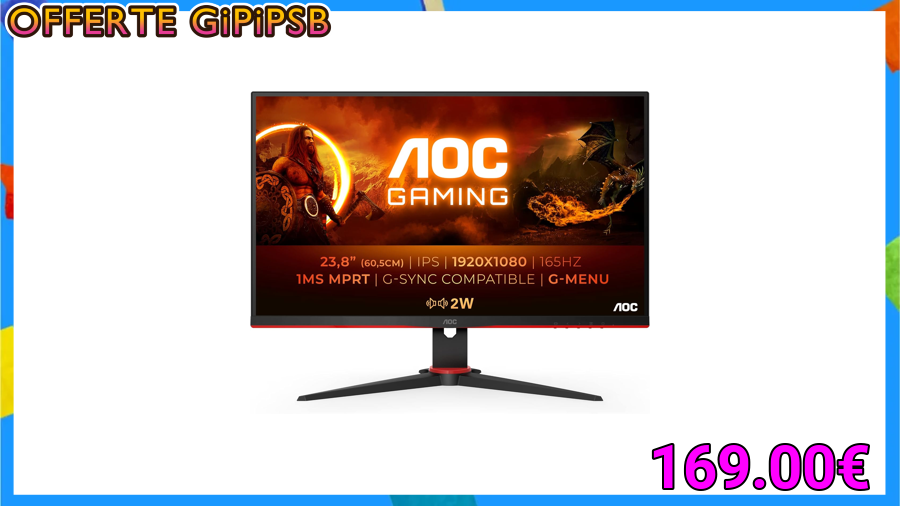 OFFERTE GiPiPSB
AOC
GAMING
23,8" (60,5CM) | IPS | 1920X1080 | 165HZ
1MS MPRT | G-SYNC COMPATIBLE | G-MENU
2W
AOC
AOC
169.00€